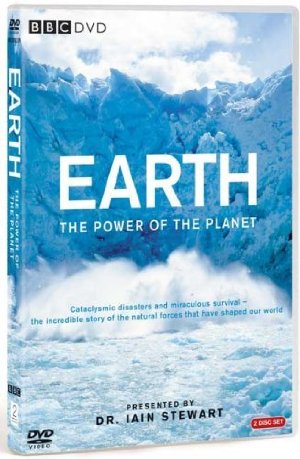 BBC DVD
EARTH
THE POWER OF THE PLANET
Cataclysmic disasters and miraculous survival –
the incredible story of the natural forces that have shaped our world
PRESENTED BY
DR. IAIN STEWART
2 DISC SET
DVD
EARTH
THE POWER OF
THE PLANET
BBC
2
DVD
VIDEO